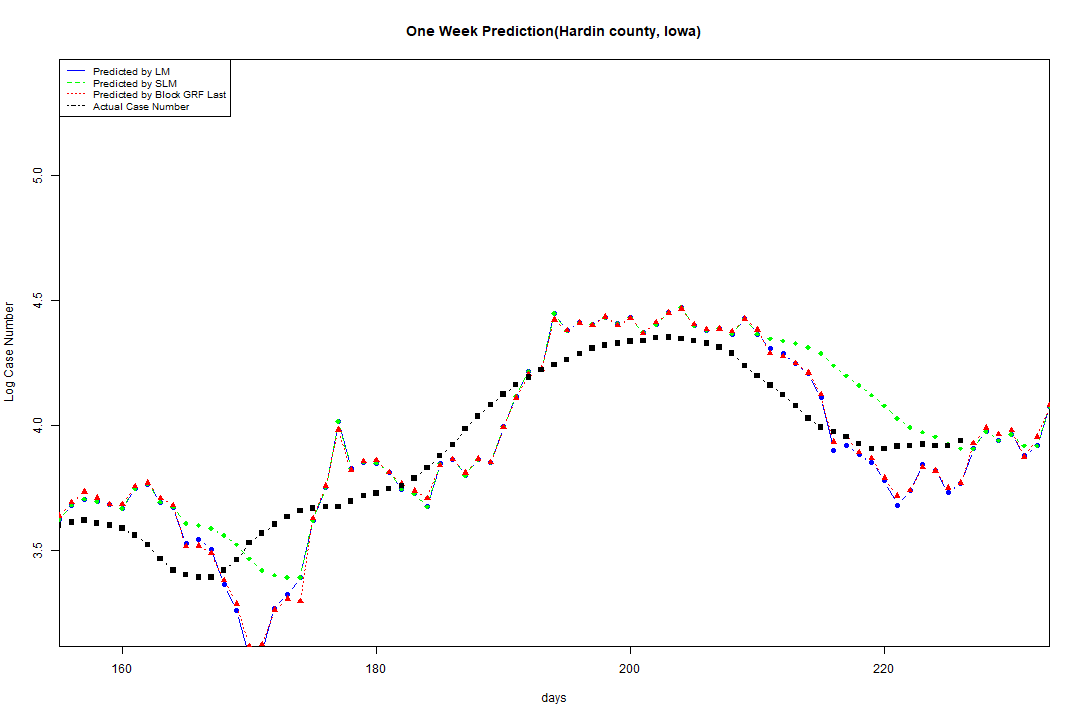 One Week Prediction(Hardin county, Iowa)
Predicted by LM
Predicted by SLM
Predicted by Block GRF Last
Actual Case Number
5.0
4.5
4.0
3.5
Log Case Number
160
180
200
220
days